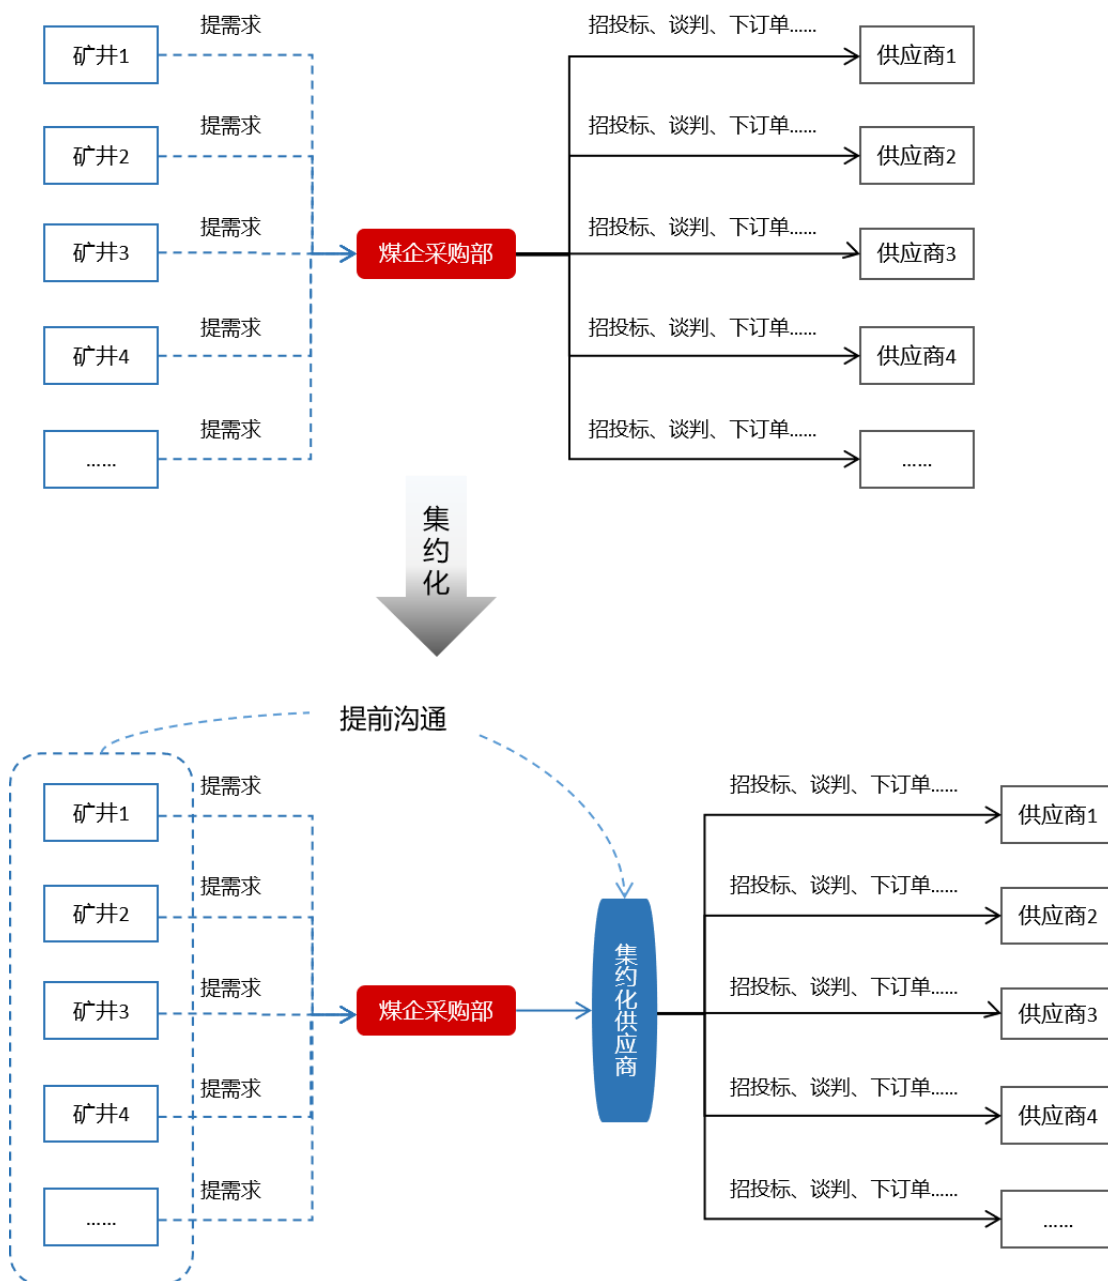 提需求
招投标、谈判、下订单......
矿井1
供应商1
提需求
招投标、谈判、下订单......
矿井2
供应商2
提需求
招投标、谈判、下订单......
矿井3
煤企采购部
供应商3
提需求
招投标、谈判、下订单......
矿井4
供应商4
提需求
招投标、谈判、下订单......
......
......
集约化
提前沟通
提需求
招投标、谈判、下订单......
矿井1
供应商1
提需求
招投标、谈判、下订单......
矿井2
供应商2
集约化供应商
提需求
招投标、谈判、下订单......
矿井3
煤企采购部
供应商3
提需求
招投标、谈判、下订单......
矿井4
供应商4
提需求
招投标、谈判、下订单......
......
......